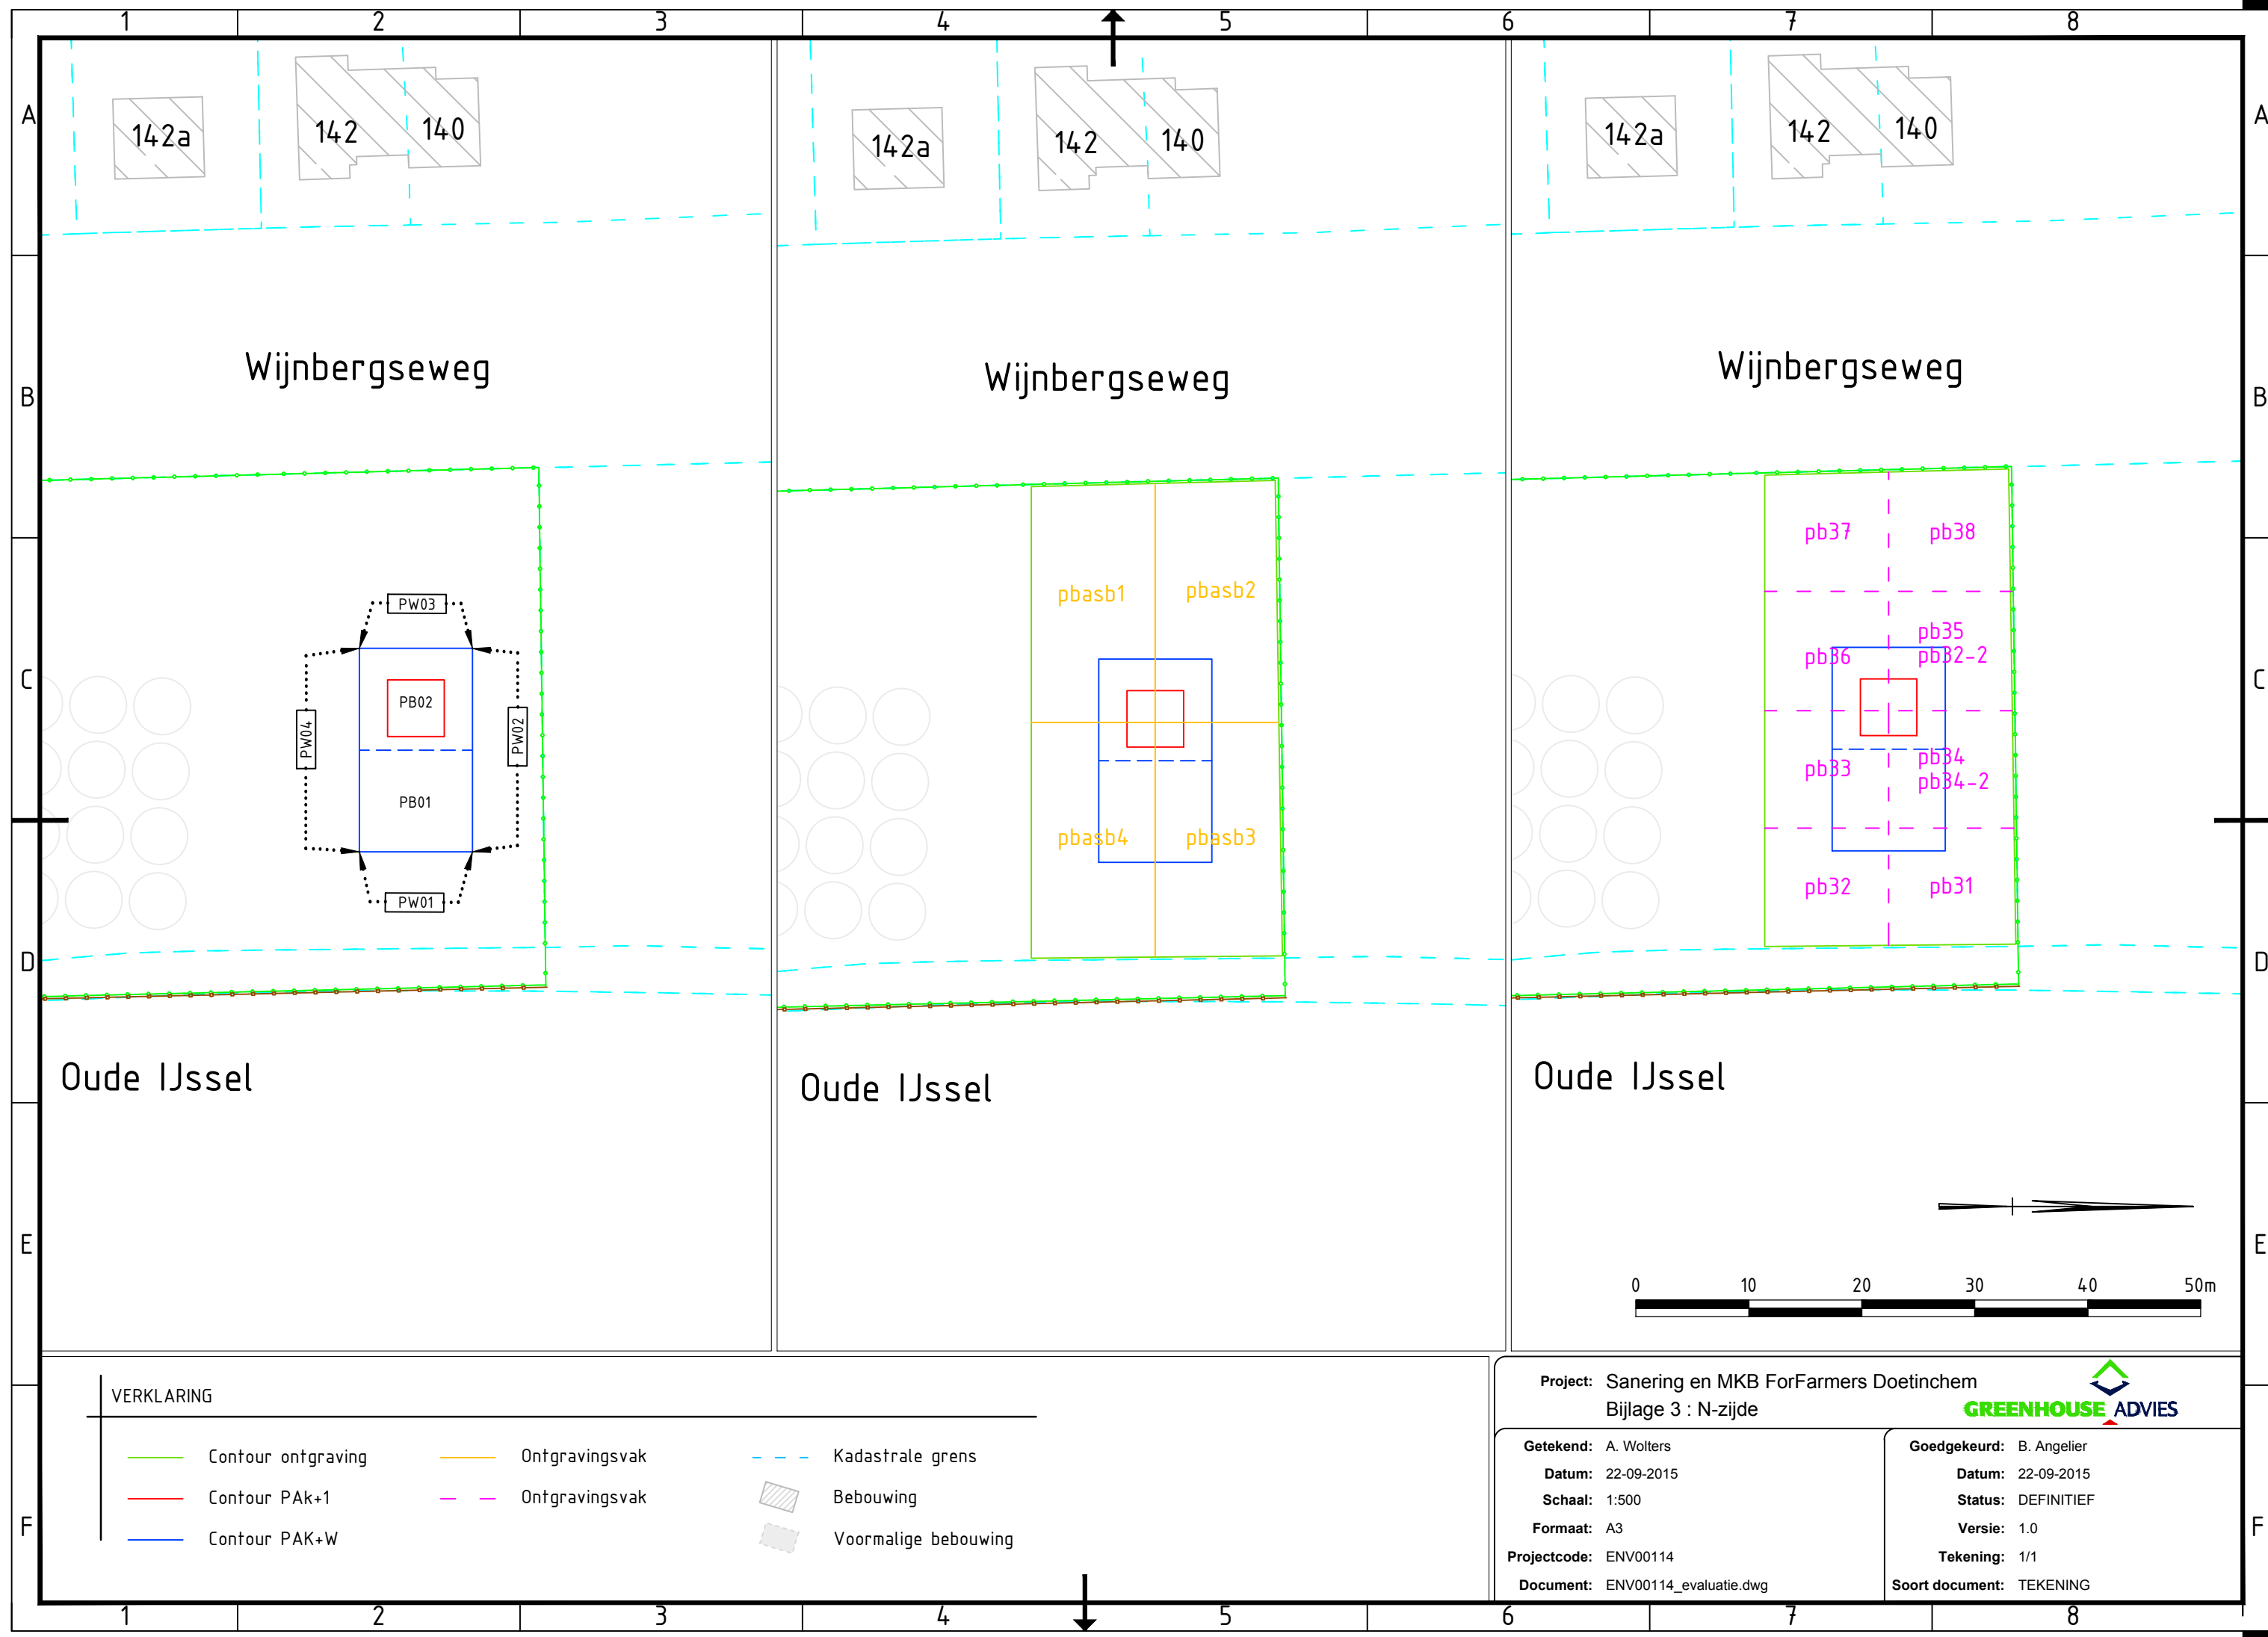 1 2 3 4 5 6 7 8
A A
B B
C C
D D
E E
F F
142a 142 140
Wijnbergseweg
PW03
PB02
PW04
PW02
PB01
PW01
Oude IJssel
142a 142 140
Wijnbergseweg
pbasb1 pbasb2
pbasb4 pbasb3
Oude IJssel
142a 142 140
Wijnbergseweg
pb37 pb38
pb35
pb36 pb32-2
pb34
pb33 pb34-2
pb32 pb31
Oude IJssel
0 10 20 30 40 50m
VERKLARING
Contour ontgraving
Contour PAk+1
Contour PAK+W
Ontgravingsvak
Ontgravingsvak
Kadastrale grens
Bebouwing
Voormalige bebouwing
Project: Sanering en MKB ForFarmers Doetinchem
Bijlage 3 : N-zijde
GREENHOUSE ADVIES
Getekend: A. Wolters
Datum: 22-09-2015
Schaal: 1:500
Formaat: A3
Projectcode: ENV00114
Document: ENV00114_evaluatie.dwg
Goedgekeurd: B. Angelier
Datum: 22-09-2015
Status: DEFINITIEF
Versie: 1.0
Tekening: 1/1
Soort document: TEKENING
1 2 3 4 5 6 7 8